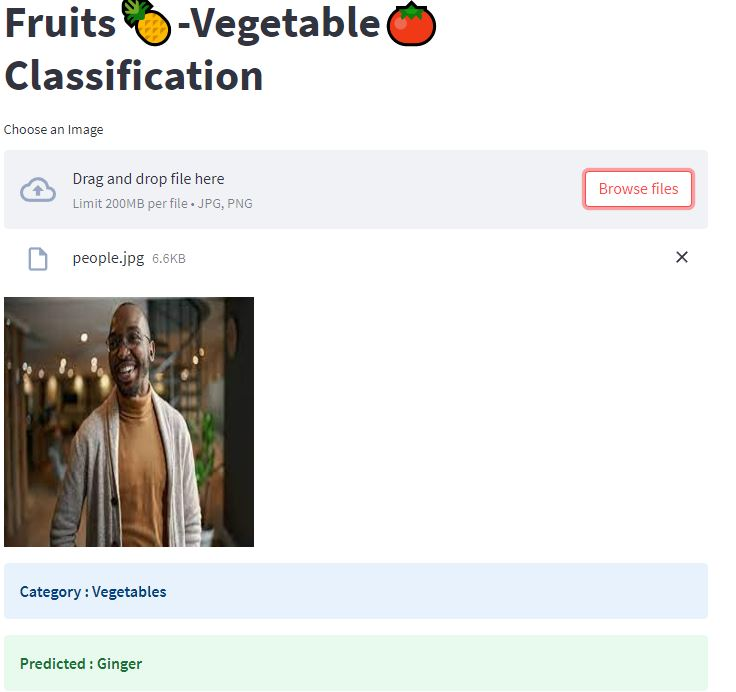 Fruits🍍-Vegetable🍅
Classification
Choose an Image
Drag and drop file here
Limit 200MB per file • JPG, PNG
Browse files
people.jpg 6.6KB
Category : Vegetables
Predicted : Ginger